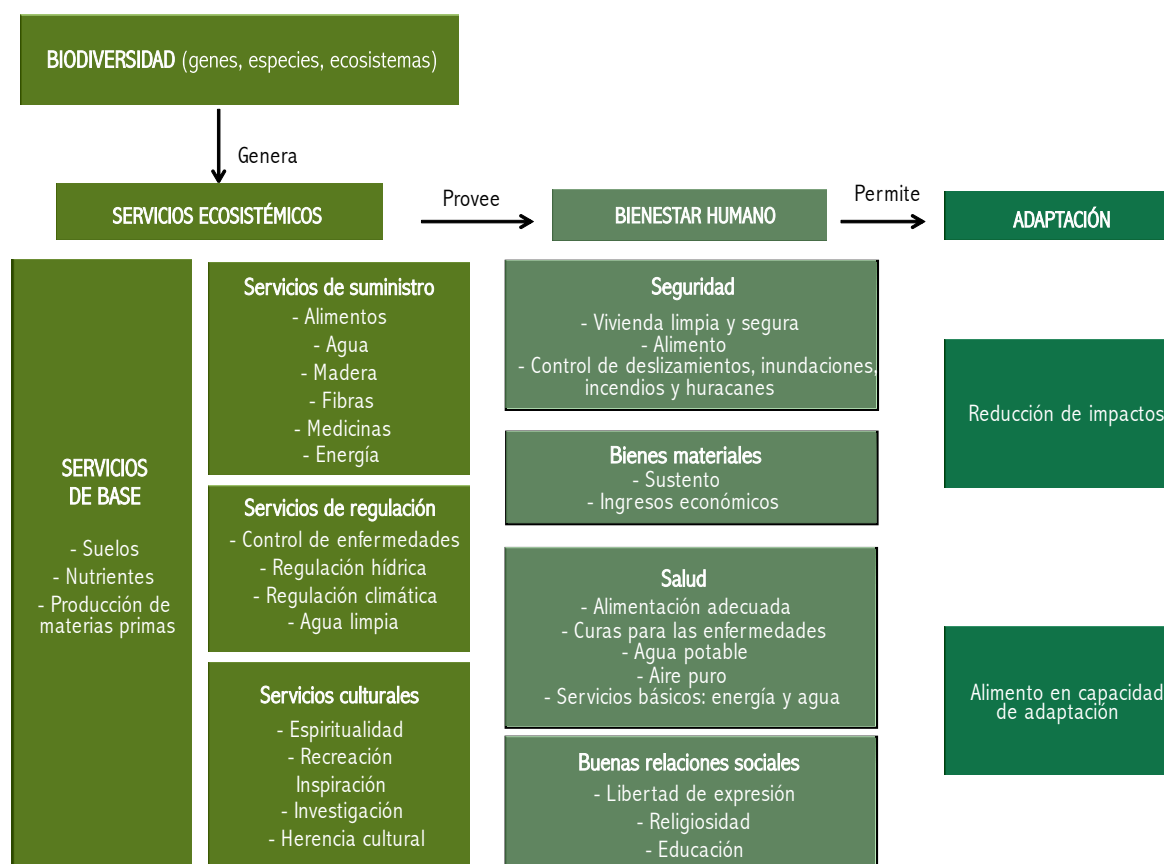 BIODIVERSIDAD (genes, especies, ecosistemas)
Genera
SERVICIOS ECOSISTÉMICOS
Provee
BIENESTAR HUMANO
Permite
ADAPTACIÓN
SERVICIOS
DE BASE
- Suelos
- Nutrientes
- Producción de
materias primas
Servicios de suministro
- Alimentos
- Agua
- Madera
- Fibras
- Medicinas
- Energía
Servicios de regulación
- Control de enfermedades
- Regulación hídrica
- Regulación climática
- Agua limpia
Servicios culturales
- Espiritualidad
- Recreación
Inspiración
- Investigación
- Herencia cultural
Seguridad
- Vivienda limpia y segura
- Alimento
- Control de deslizamientos, inundaciones,
incendios y huracanes
Bienes materiales
- Sustento
- Ingresos económicos
Salud
- Alimentación adecuada
- Curas para las enfermedades
- Agua potable
- Aire puro
- Servicios básicos: energía y agua
Buenas relaciones sociales
- Libertad de expresión
- Religiosidad
- Educación
Reducción de impactos
Alimento en capacidad
de adaptación